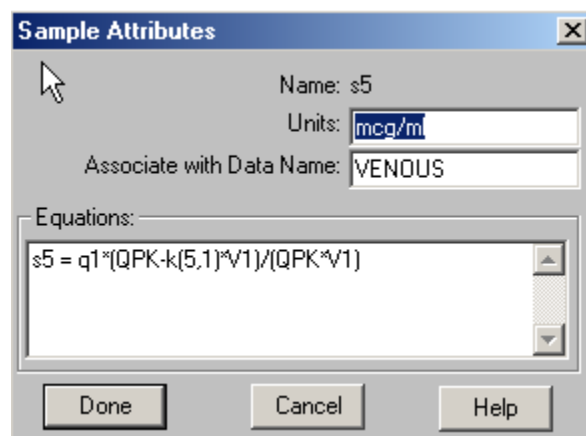 Sample Attributes
Name: s5
Units: mcg/ml
Associate with Data Name: VENOUS
Equations:
s5 = q1*(QPK-k(5,1)*V1)/(QPK*V1)
Done Cancel Help